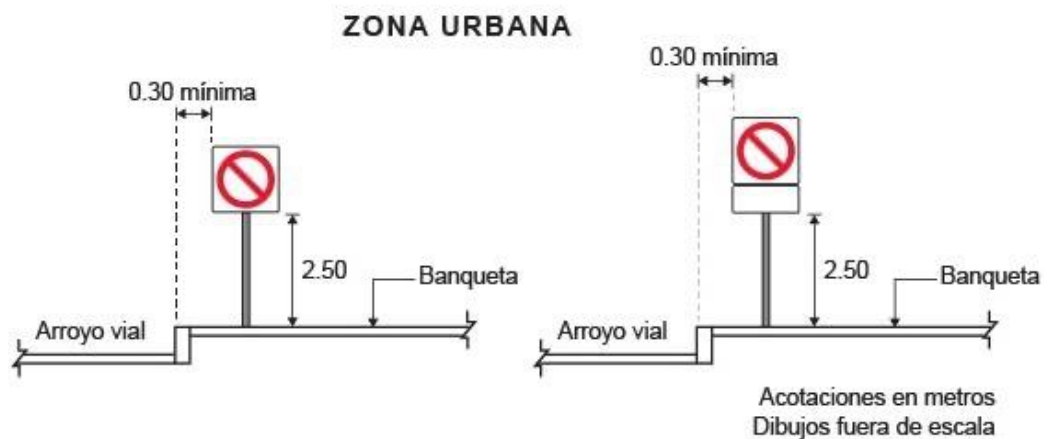 ZONA URBANA
0.30 mínima
2.50
Banqueta
Arroyo vial
0.30 mínima
2.50
Banqueta
Arroyo vial
Acotaciones en metros
Dibujos fuera de escala